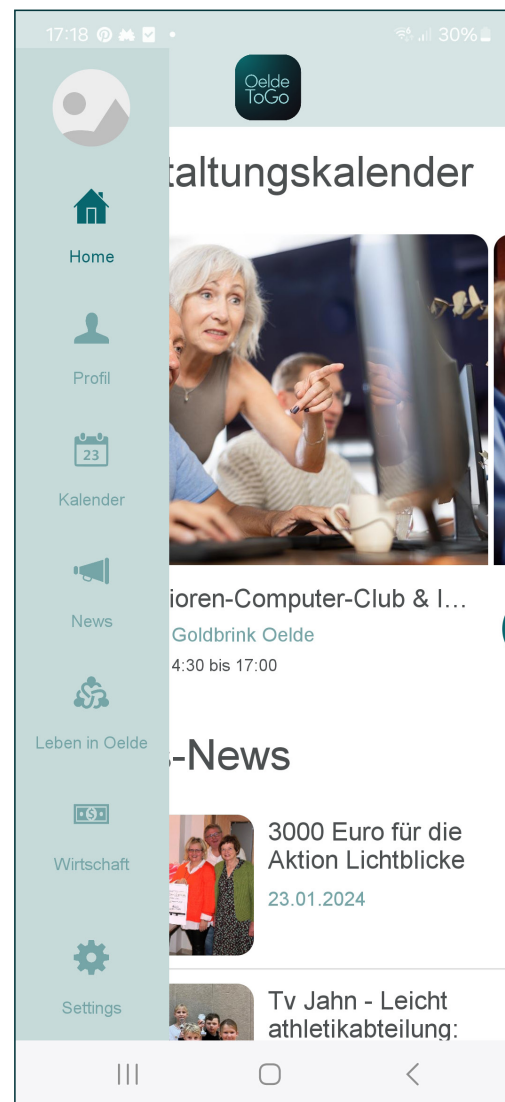 17:18
30%
Oelde
ToGo
taltungskalender
Home
Profil
23
Kalender
News
Leben in Oelde
Wirtschaft
Settings
ioren-Computer-Club & I...
Goldbrink Oelde
4:30 bis 17:00
s-News
3000 Euro für die
Aktion Lichtblicke
23.01.2024
Tv Jahn - Leicht
athletikabteilung: